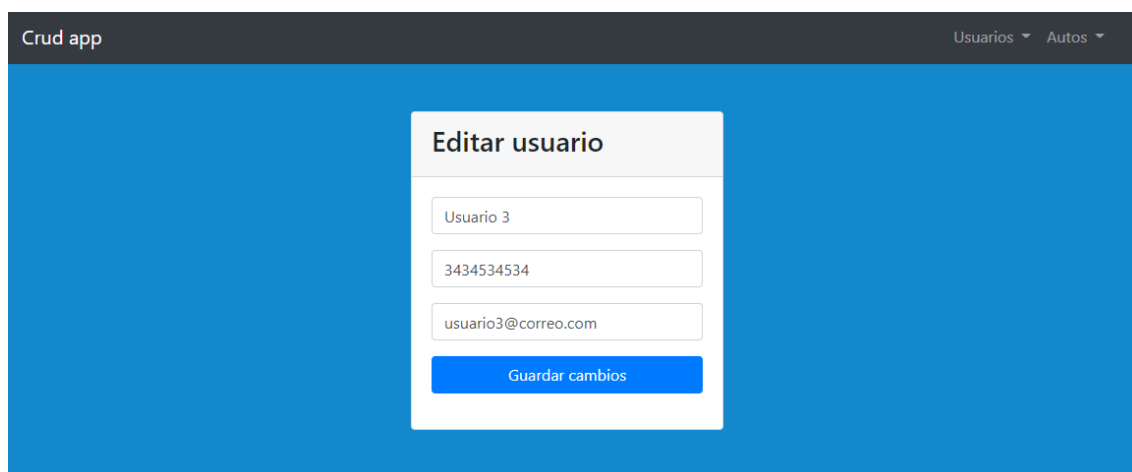 Crud app
Usuarios Autos
Editar usuario
Usuario 3
3434534534
usuario3@correo.com
Guardar cambios